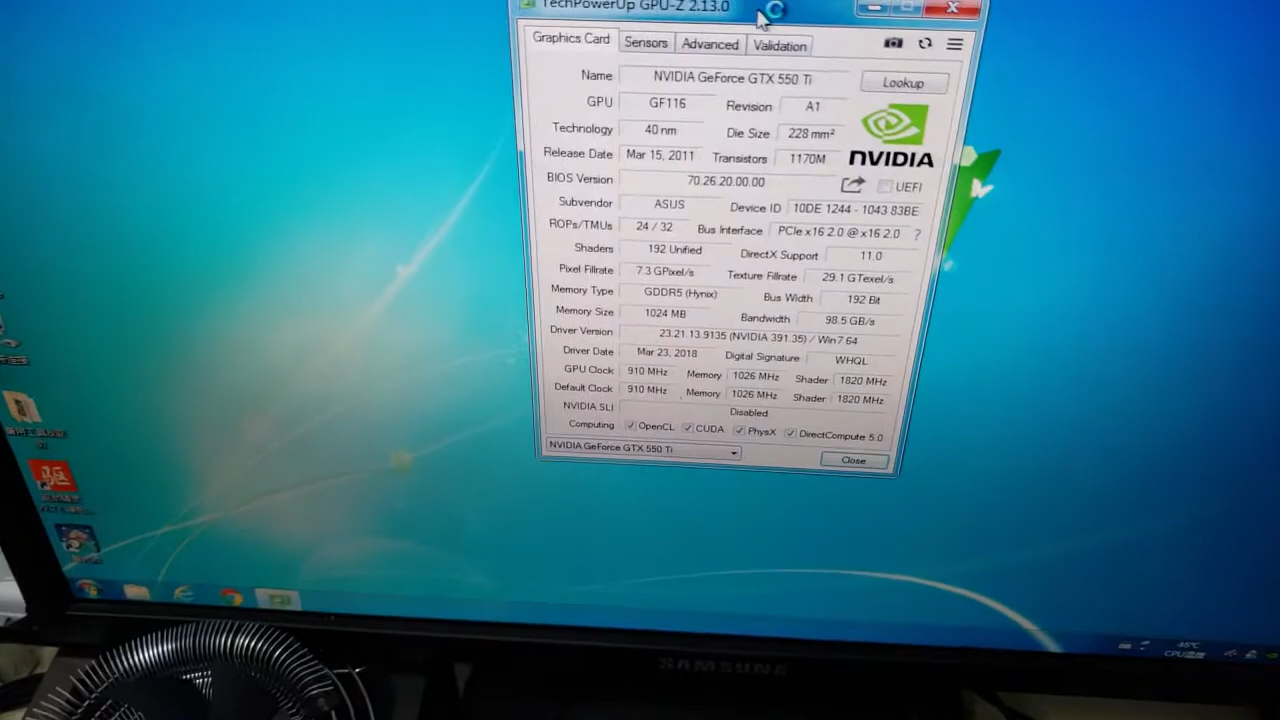 TechPowerUp GPU-Z 2.13.0
Graphics Card Sensors Advanced Validation
Name NVIDIA GeForce GTX 550 Ti Lookup
GPU GF116 Revision A1
Technology 40 nm Die Size 228 mm²
Release Date Mar 15, 2011 Transistors 1170M
NVIDIA
BIOS Version 70.26.20.00.00 UEFI
Subvendor ASUS Device ID 10DE 1244 - 1043 83BE
ROPs/TMUs 24 / 32 Bus Interface PCIe x16 2.0 @ x16 2.0 ?
Shaders 192 Unified DirectX Support 11.0
Pixel Fillrate 7.3 GPixel/s Texture Fillrate 29.1 GTexel/s
Memory Type GDDR5 (Hynix) Bus Width 192 Bit
Memory Size 1024 MB Bandwidth 98.5 GB/s
Driver Version 23.21.13.9135 (NVIDIA 391.35) / Win7 64
Driver Date Mar 23, 2018 Digital Signature WHQL
GPU Clock 910 MHz Memory 1026 MHz Shader 1820 MHz
Default Clock 910 MHz Memory 1026 MHz Shader 1820 MHz
NVIDIA SLI Disabled
Computing OpenCL CUDA PhysX DirectCompute 5.0
NVIDIA GeForce GTX 550 Ti Close
驱
45℃
CPU温度
SAMSUNG